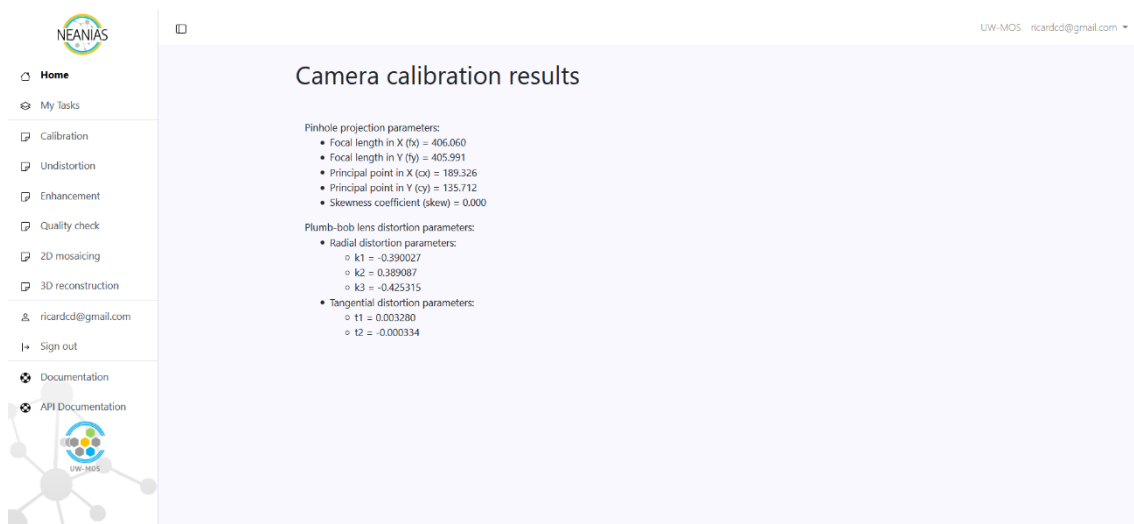 NEANIAS
UW-MOS ricardcd@gmail.com
Home
My Tasks
Calibration
Undistortion
Enhancement
Quality check
2D mosaicing
3D reconstruction
ricardcd@gmail.com
Sign out
Documentation
API Documentation
UW-MOS
Camera calibration results
Pinhole projection parameters:
• Focal length in X (fx) = 406.060
• Focal length in Y (fy) = 405.991
• Principal point in X (cx) = 189.326
• Principal point in Y (cy) = 135.712
• Skewness coefficient (skew) = 0.000
Plumb-bob lens distortion parameters:
• Radial distortion parameters:
◦ k1 = -0.390027
◦ k2 = 0.389087
◦ k3 = -0.425315
• Tangential distortion parameters:
◦ t1 = 0.003280
◦ t2 = -0.000334